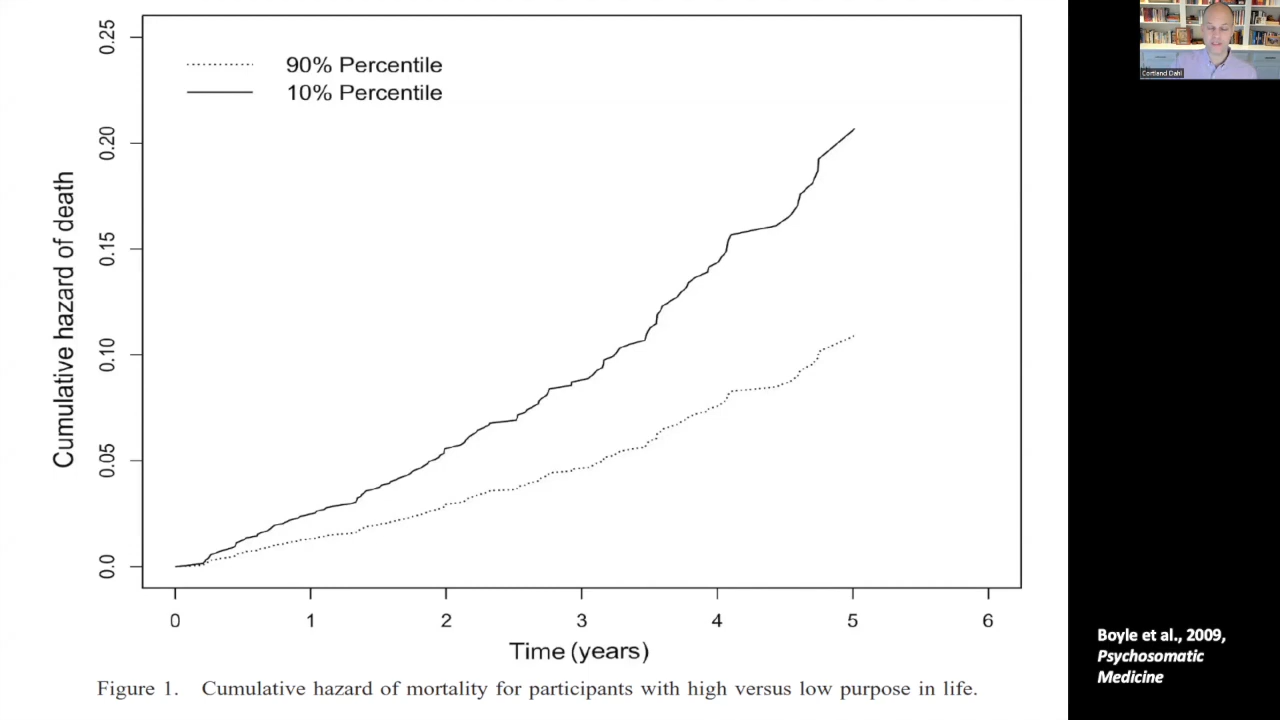 90% Percentile
10% Percentile
Cumulative hazard of death
0.25
0.20
0.15
0.10
0.05
0.0
0 1 2 3 4 5 6
Time (years)
Figure 1. Cumulative hazard of mortality for participants with high versus low purpose in life.
Cortland Dahl
Boyle et al., 2009,
Psychosomatic
Medicine